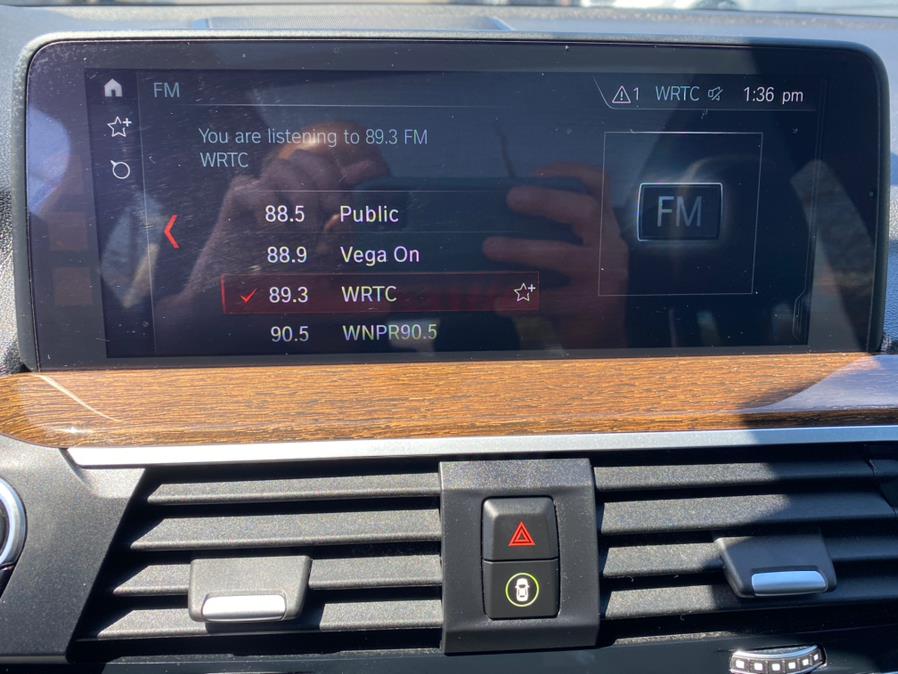 FM
1 WRTC 1:36 pm
You are listening to 89.3 FM
WRTC
88.5 Public
88.9 Vega On
89.3 WRTC
90.5 WNPR90.5
FM